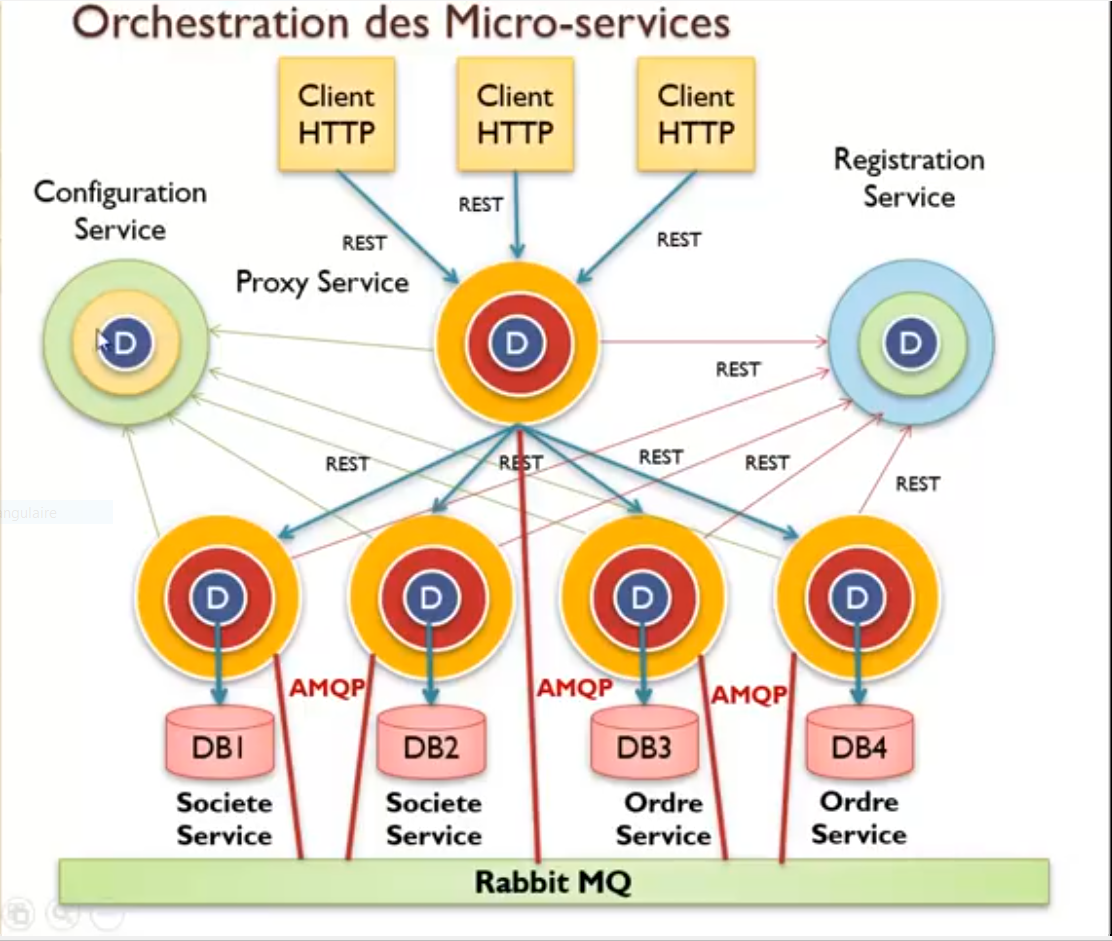 Orchestration des Micro-services
Client
HTTP
Client
HTTP
Client
HTTP
Registration
Service
Configuration
Service
REST
REST
REST
Proxy Service
D
D
D
REST
REST
REST
REST
REST
REST
angulaire
D
D
D
D
AMQP
AMQP
AMQP
DB1
DB2
DB3
DB4
Societe
Service
Societe
Service
Ordre
Service
Ordre
Service
Rabbit MQ